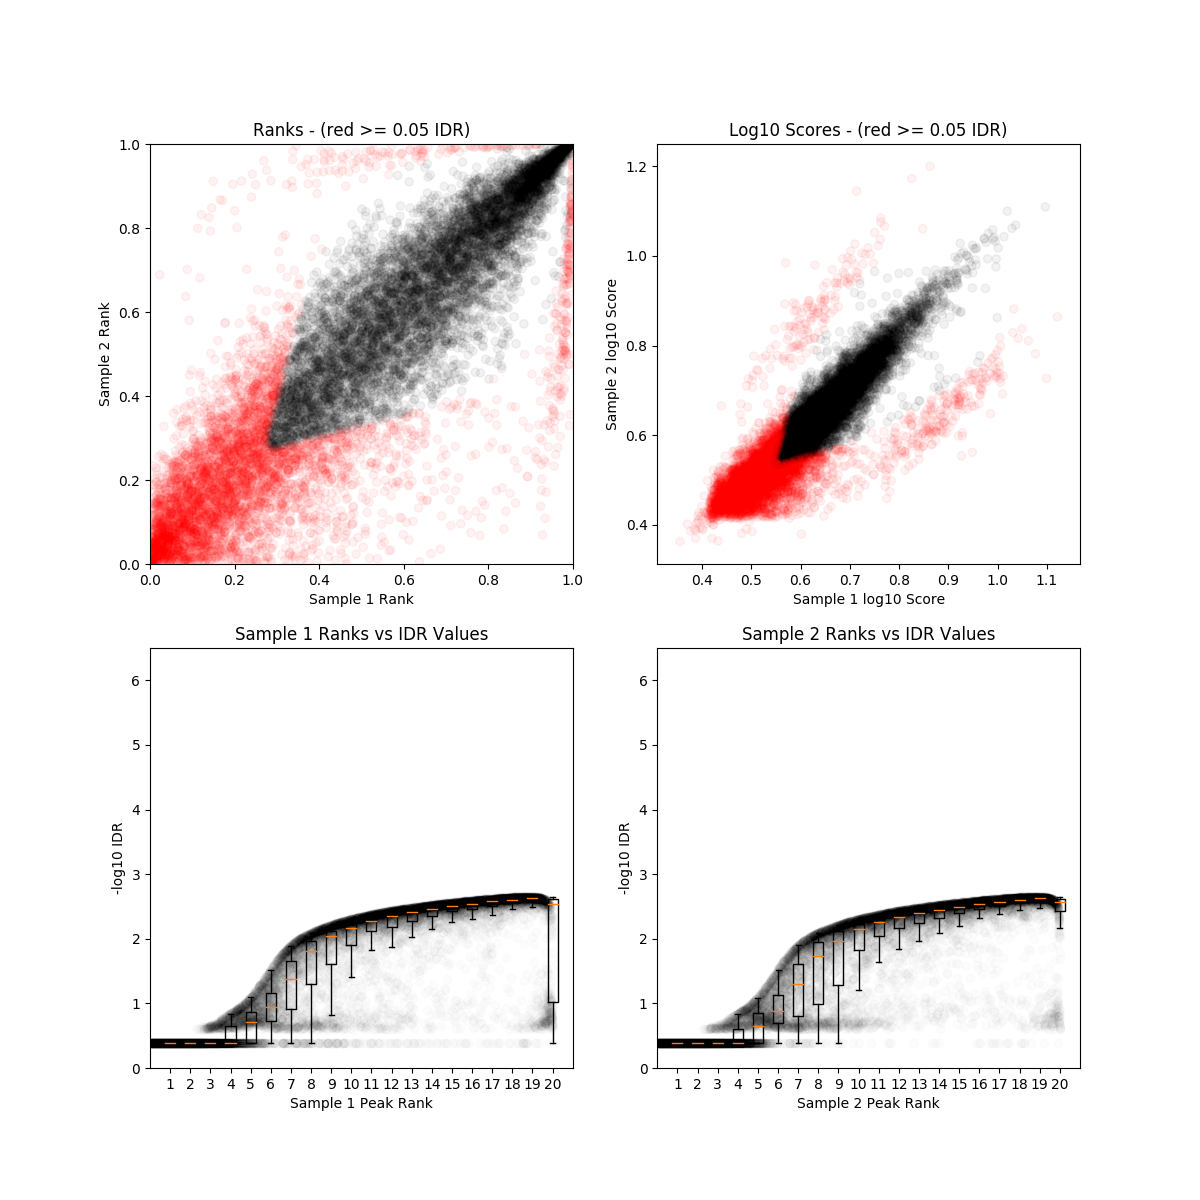 Ranks - (red >= 0.05 IDR)
1.0
0.8
0.6
0.4
0.2
0.0
Sample 2 Rank
0.0 0.2 0.4 0.6 0.8 1.0
Sample 1 Rank
Log10 Scores - (red >= 0.05 IDR)
1.2
1.0
0.8
0.6
0.4
Sample 2 log10 Score
0.4 0.5 0.6 0.7 0.8 0.9 1.0 1.1
Sample 1 log10 Score
Sample 1 Ranks vs IDR Values
6
5
4
3
2
1
0
-log10 IDR
1 2 3 4 5 6 7 8 9 10 11 12 13 14 15 16 17 18 19 20
Sample 1 Peak Rank
Sample 2 Ranks vs IDR Values
6
5
4
3
2
1
0
-log10 IDR
1 2 3 4 5 6 7 8 9 10 11 12 13 14 15 16 17 18 19 20
Sample 2 Peak Rank